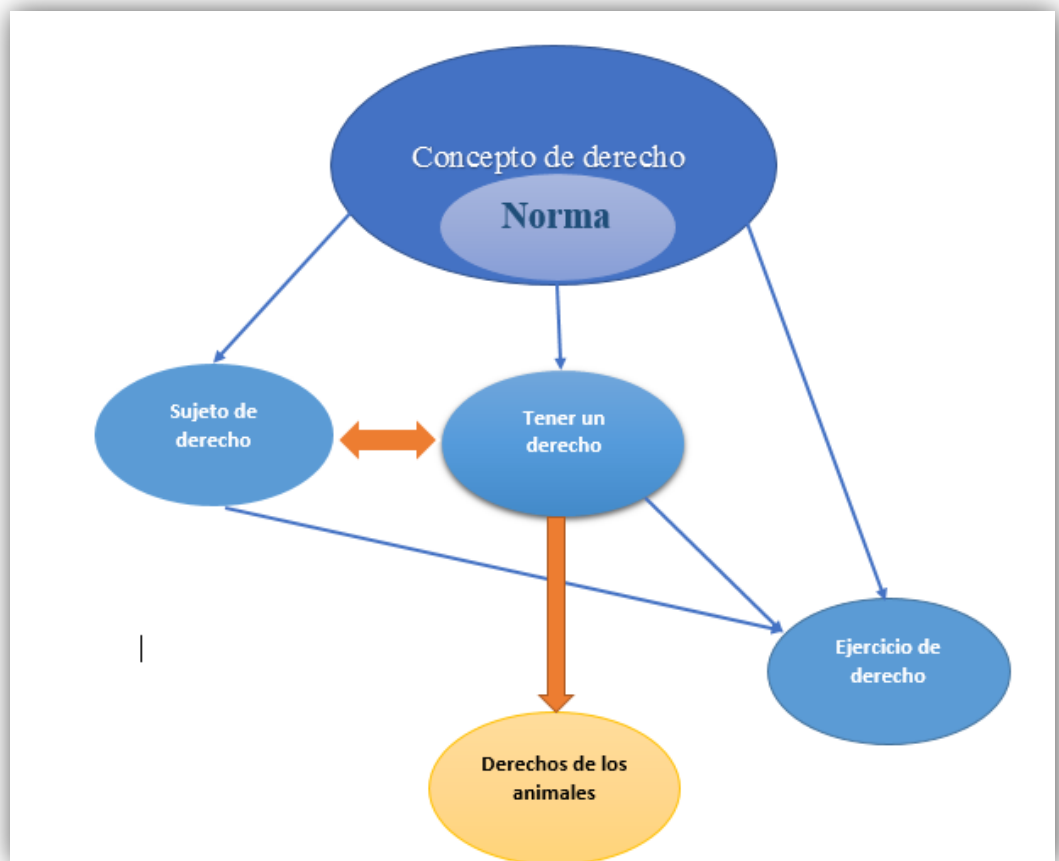 Concepto de derecho
Norma
Sujeto de
derecho
Tener un
derecho
Ejercicio de
derecho
Derechos de los
animales